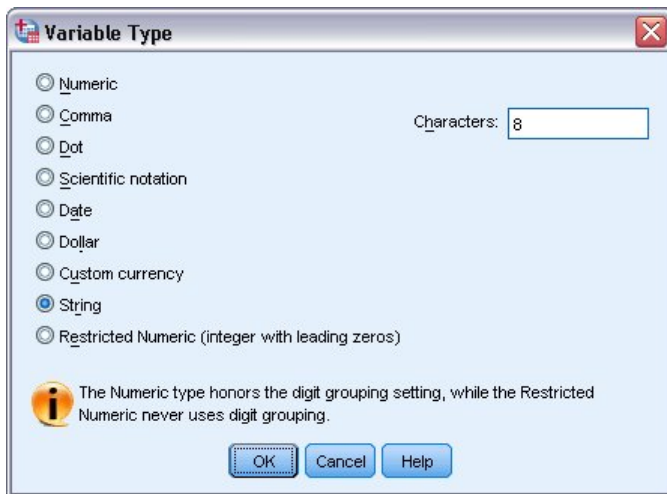 Variable Type
Numeric
Comma
Characters: 8
Dot
Scientific notation
Date
Dollar
Custom currency
String
Restricted Numeric (integer with leading zeros)
The Numeric type honors the digit grouping setting, while the Restricted
Numeric never uses digit grouping.
OK Cancel Help